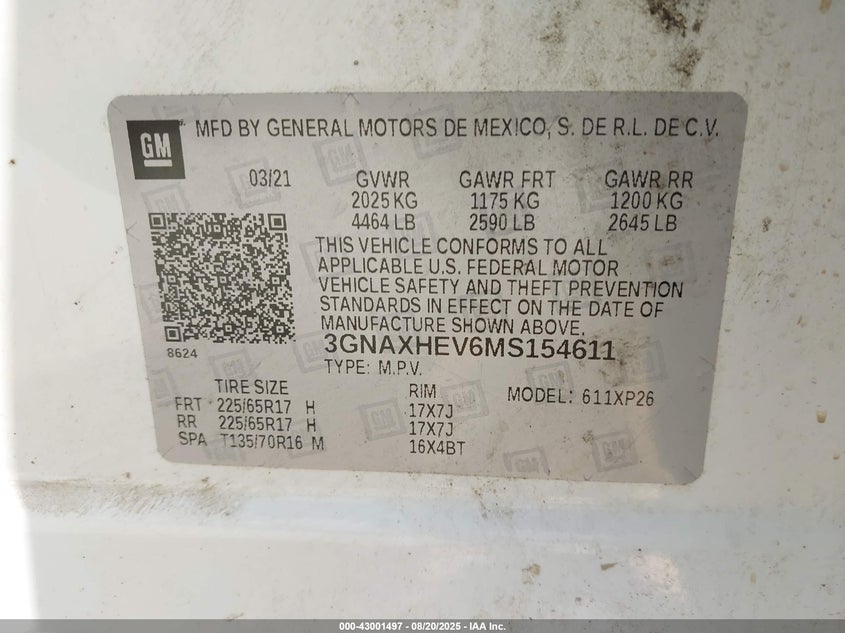 GM
MFD BY GENERAL MOTORS DE MEXICO, S. DE R.L. DE C.V.
03/21 GVWR GAWR FRT GAWR RR
2025 KG 1175 KG 1200 KG
4464 LB 2590 LB 2645 LB
THIS VEHICLE CONFORMS TO ALL
APPLICABLE U.S. FEDERAL MOTOR
VEHICLE SAFETY AND THEFT PREVENTION
STANDARDS IN EFFECT ON THE DATE OF
MANUFACTURE SHOWN ABOVE.
8624
3GNAXHEV6MS154611
TYPE: M.P.V.
TIRE SIZE RIM MODEL: 611XP26
FRT 225/65R17 H 17X7J
RR 225/65R17 H 17X7J
SPA T135/70R16 M 16X4BT
000-43001497 - 08/20/2025 - IAA Inc.